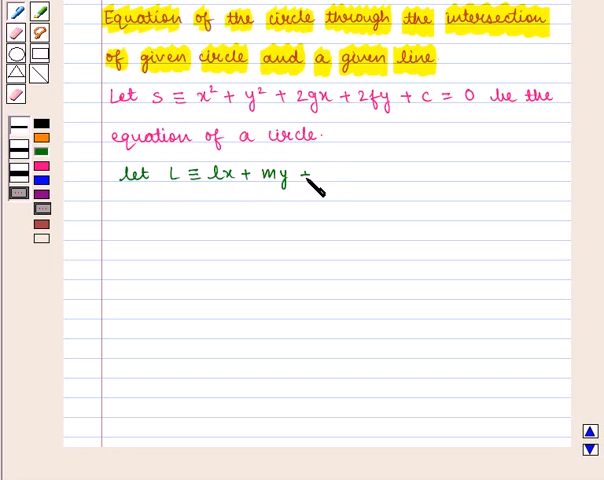 Equation of the circle through the intersection
of given circle and a given line
Let S ≡ x² + y² + 2gx + 2fy + c = 0 be the
equation of a circle.
let L ≡ lx + my +